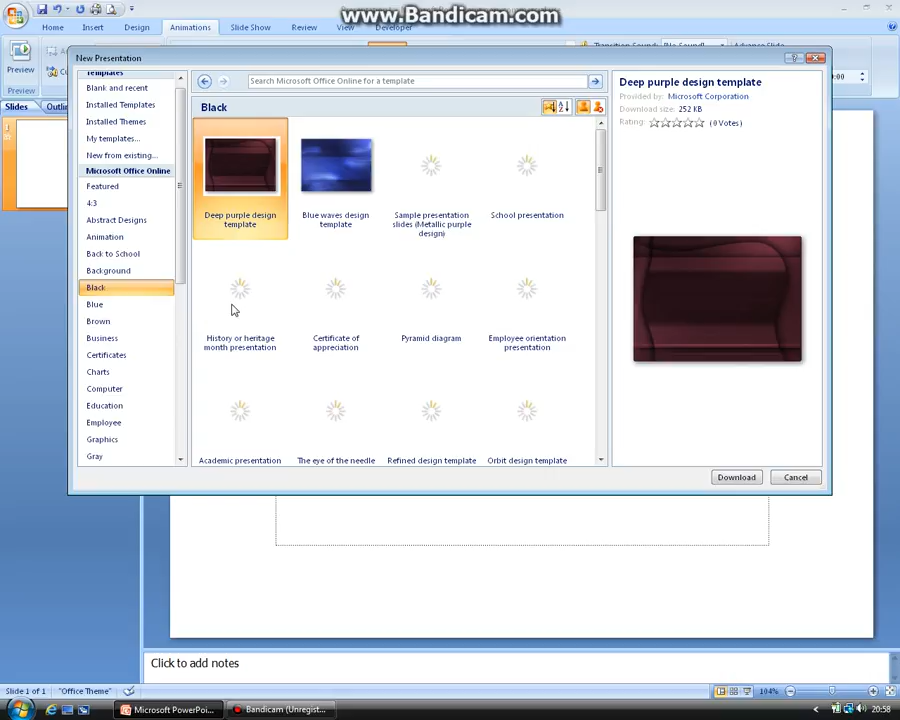 www.Bandicam.com
Home Insert Design Animations Slide Show Review View Developer
Preview
Preview
Slides Outlin
1
New Presentation
Templates
Blank and recent
Installed Templates
Installed Themes
My templates...
New from existing...
Microsoft Office Online
Featured
4:3
Abstract Designs
Animation
Back to School
Background
Black
Blue
Brown
Business
Certificates
Charts
Computer
Education
Employee
Graphics
Gray
Search Microsoft Office Online for a template
Black
Deep purple design
template
Blue waves design
template
Sample presentation
slides (Metallic purple
design)
School presentation
History or heritage
month presentation
Certificate of
appreciation
Pyramid diagram
Employee orientation
presentation
Academic presentation
The eye of the needle
Refined design template
Orbit design template
Deep purple design template
Provided by: Microsoft Corporation
Download size: 252 KB
Rating: (0 Votes)
Download Cancel
Click to add notes
Slide 1 of 1 "Office Theme" 104%
Microsoft PowerPoi... Bandicam (Unregist... 20:58